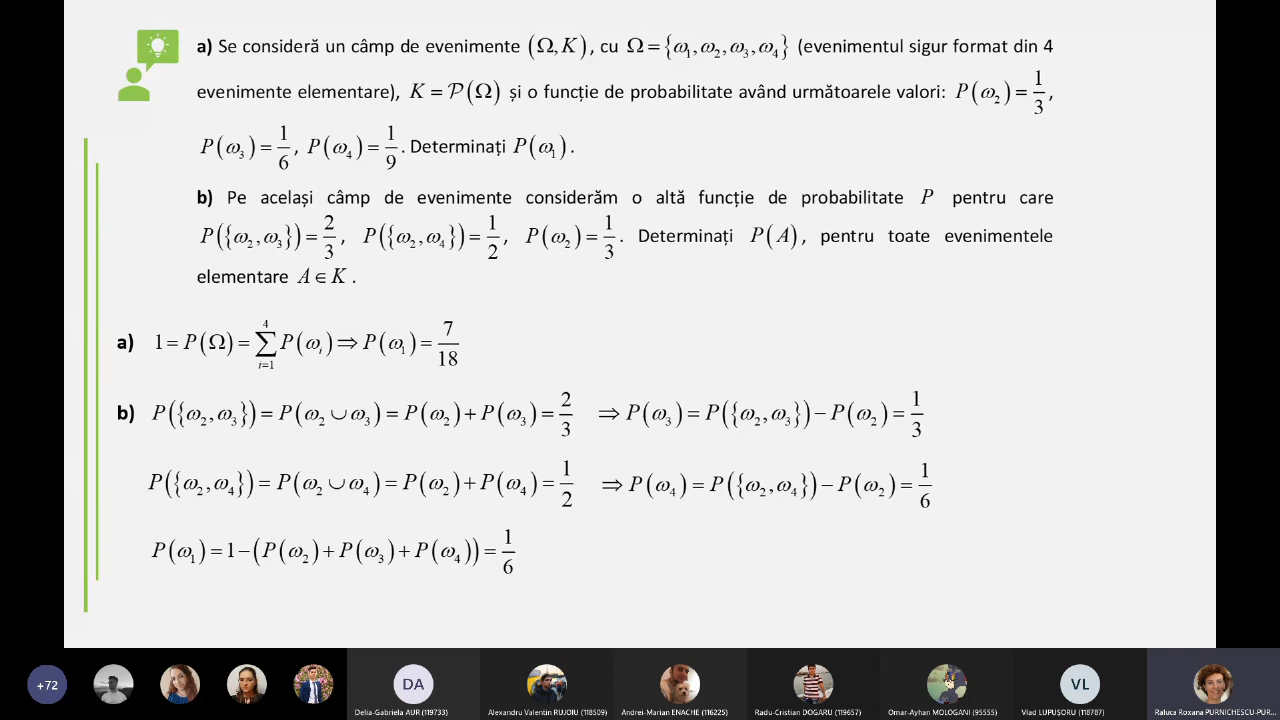 a) Se consideră un câmp de evenimente (Ω, K), cu Ω = {ω₁, ω₂, ω₃, ω₄} (evenimentul sigur format din 4
evenimente elementare), K = 𝒫(Ω) și o funcție de probabilitate având următoarele valori: P(ω₂) = 1/3,
P(ω₃) = 1/6, P(ω₄) = 1/9. Determinați P(ω₁).
b) Pe același câmp de evenimente considerăm o altă funcție de probabilitate P pentru care
P({ω₂, ω₃}) = 2/3, P({ω₂, ω₄}) = 1/2, P(ω₂) = 1/3. Determinați P(A), pentru toate evenimentele
elementare A ∈ K.
a) 1 = P(Ω) = ∑_{i=1}^{4} P(ω_i) ⇒ P(ω₁) = 7/18
b) P({ω₂, ω₃}) = P(ω₂ ∪ ω₃) = P(ω₂) + P(ω₃) = 2/3 ⇒ P(ω₃) = P({ω₂, ω₃}) − P(ω₂) = 1/3
P({ω₂, ω₄}) = P(ω₂ ∪ ω₄) = P(ω₂) + P(ω₄) = 1/2 ⇒ P(ω₄) = P({ω₂, ω₄}) − P(ω₂) = 1/6
P(ω₁) = 1 − (P(ω₂) + P(ω₃) + P(ω₄)) = 1/6
+72
DA
VL
Delia-Gabriela AUR (119733)
Alexandru Valentin RUJOIU (118509)
Andrei-Marian ENACHE (116225)
Radu-Cristian DOGARU (119657)
Omar-Ayhan MOLOGANI (95555)
Vlad LUPUȘORU (118787)
Raluca Roxana PURNICHESCU-PUR...